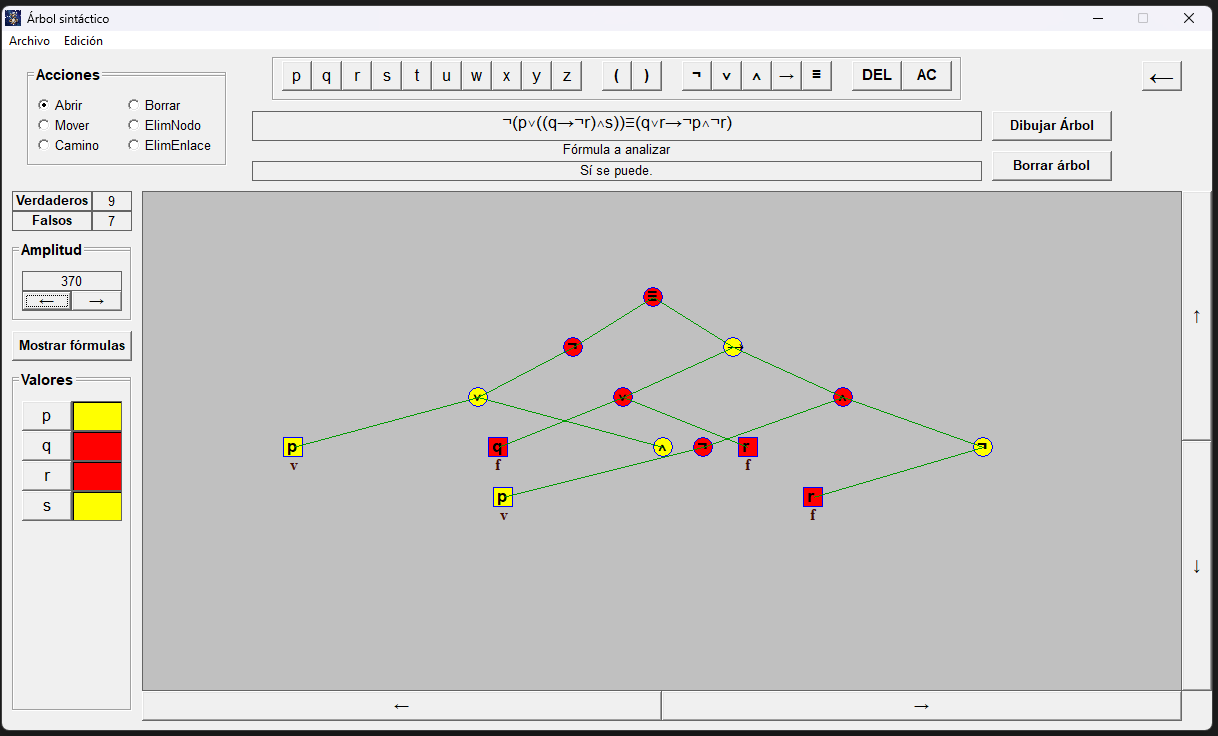 Árbol sintáctico
Archivo Edición
Acciones
Abrir Borrar
Mover ElimNodo
Camino ElimEnlace
p q r s t u w x y z ( ) ¬ ∨ ∧ → ≡ DEL AC ←
¬(p∨((q→¬r)∧s))≡(q∨r→¬p∧¬r)
Dibujar Árbol
Fórmula a analizar
Borrar árbol
Sí se puede.
Verdaderos 9
Falsos 7
Amplitud
370
← →
Mostrar fórmulas
Valores
p
q
r
s
≡
¬ →
∨ ∨ ∧
p q ∧ ¬ r ¬
v f f
p r
v f
↑
↓
← →